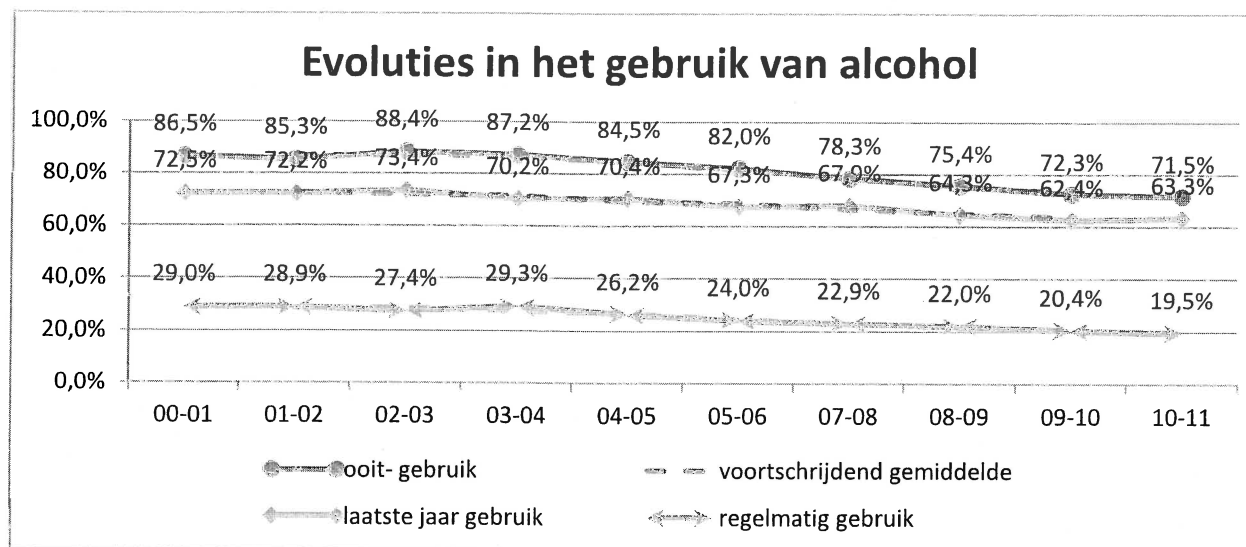 Evoluties in het gebruik van alcohol
100,0%
86,5% 85,3% 88,4% 87,2% 84,5% 82,0% 78,3% 75,4% 72,3% 71,5%
80,0%
72,5% 72,2% 73,4% 70,2% 70,4% 67,3% 67,9% 64,3% 62,4% 63,3%
60,0%
40,0%
29,0% 28,9% 27,4% 29,3% 26,2% 24,0% 22,9% 22,0% 20,4% 19,5%
20,0%
0,0%
00-01 01-02 02-03 03-04 04-05 05-06 07-08 08-09 09-10 10-11
ooit- gebruik voortschrijdend gemiddelde
laatste jaar gebruik regelmatig gebruik